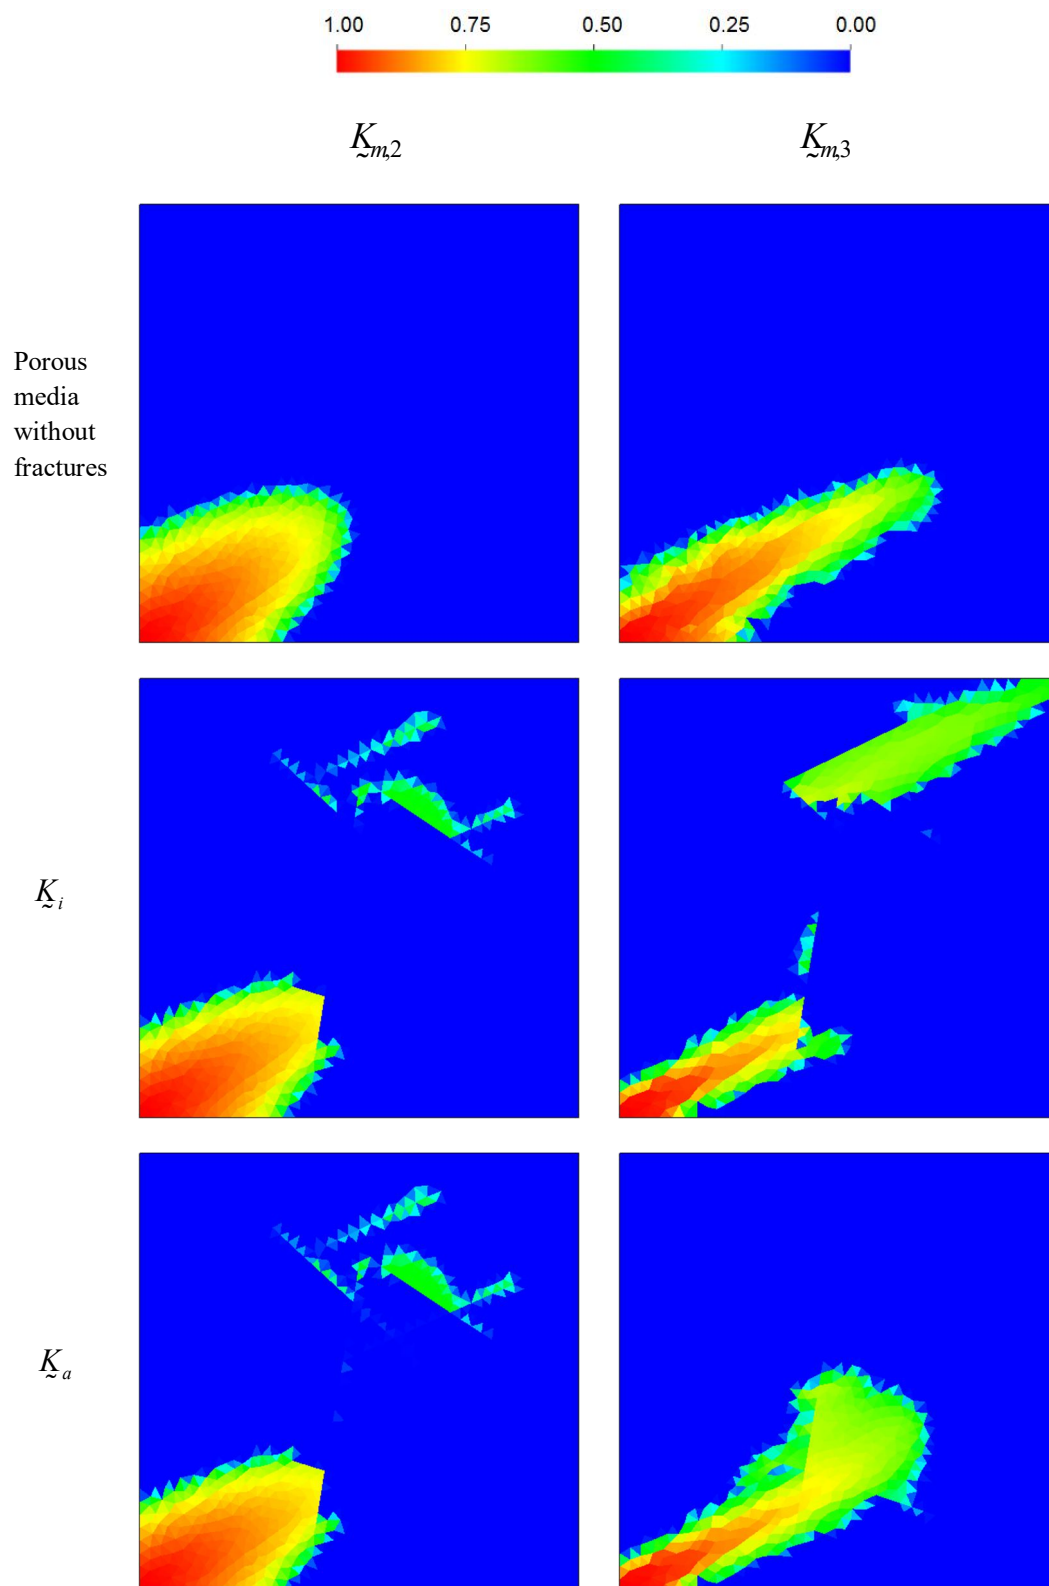 1.00 0.75 0.50 0.25 0.00
K̰m,2 K̰m,3
Porous
media
without
fractures
K̰i
K̰a